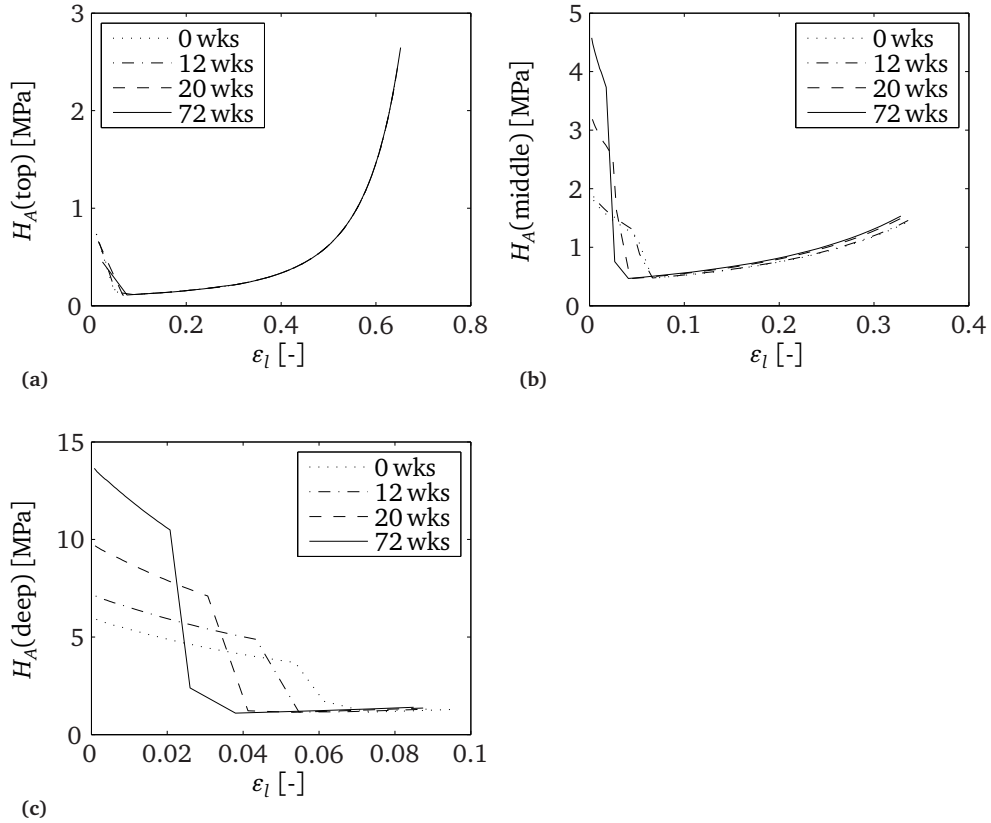 3
2
1
0
H_A(top) [MPa]
0 wks
12 wks
20 wks
72 wks
0 0.2 0.4 0.6 0.8
ε_l [-]
(a)
5
4
3
2
1
0
H_A(middle) [MPa]
0 wks
12 wks
20 wks
72 wks
0 0.1 0.2 0.3 0.4
ε_l [-]
(b)
15
10
5
0
H_A(deep) [MPa]
0 wks
12 wks
20 wks
72 wks
0 0.02 0.04 0.06 0.08 0.1
ε_l [-]
(c)